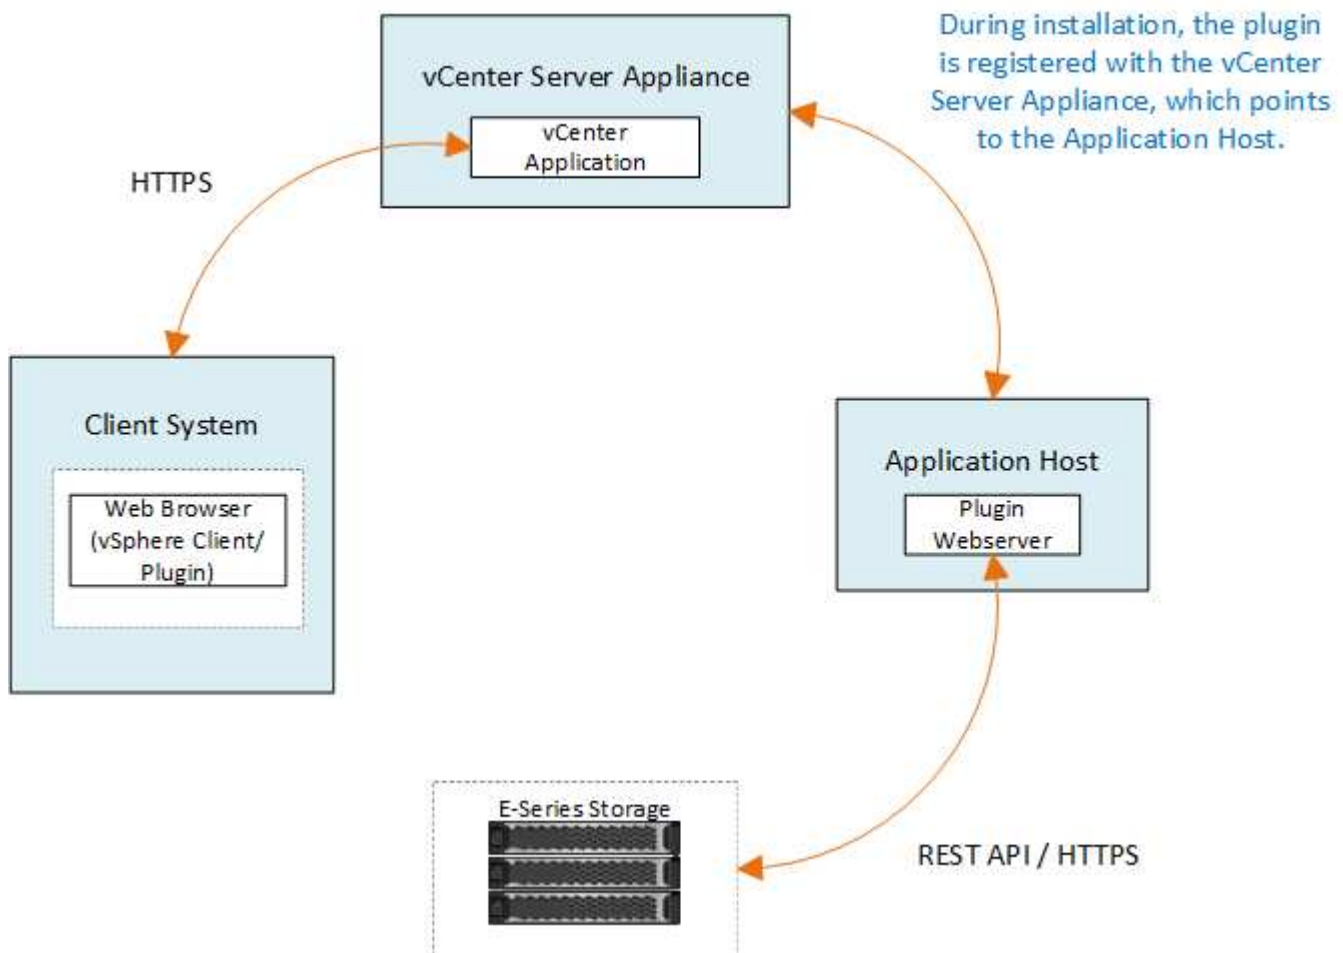 During installation, the plugin
is registered with the vCenter
Server Appliance, which points
to the Application Host.
vCenter Server Appliance
vCenter
Application
HTTPS
Client System
Web Browser
(vSphere Client/
Plugin)
Application Host
Plugin
Webserver
E-Series Storage
REST API / HTTPS